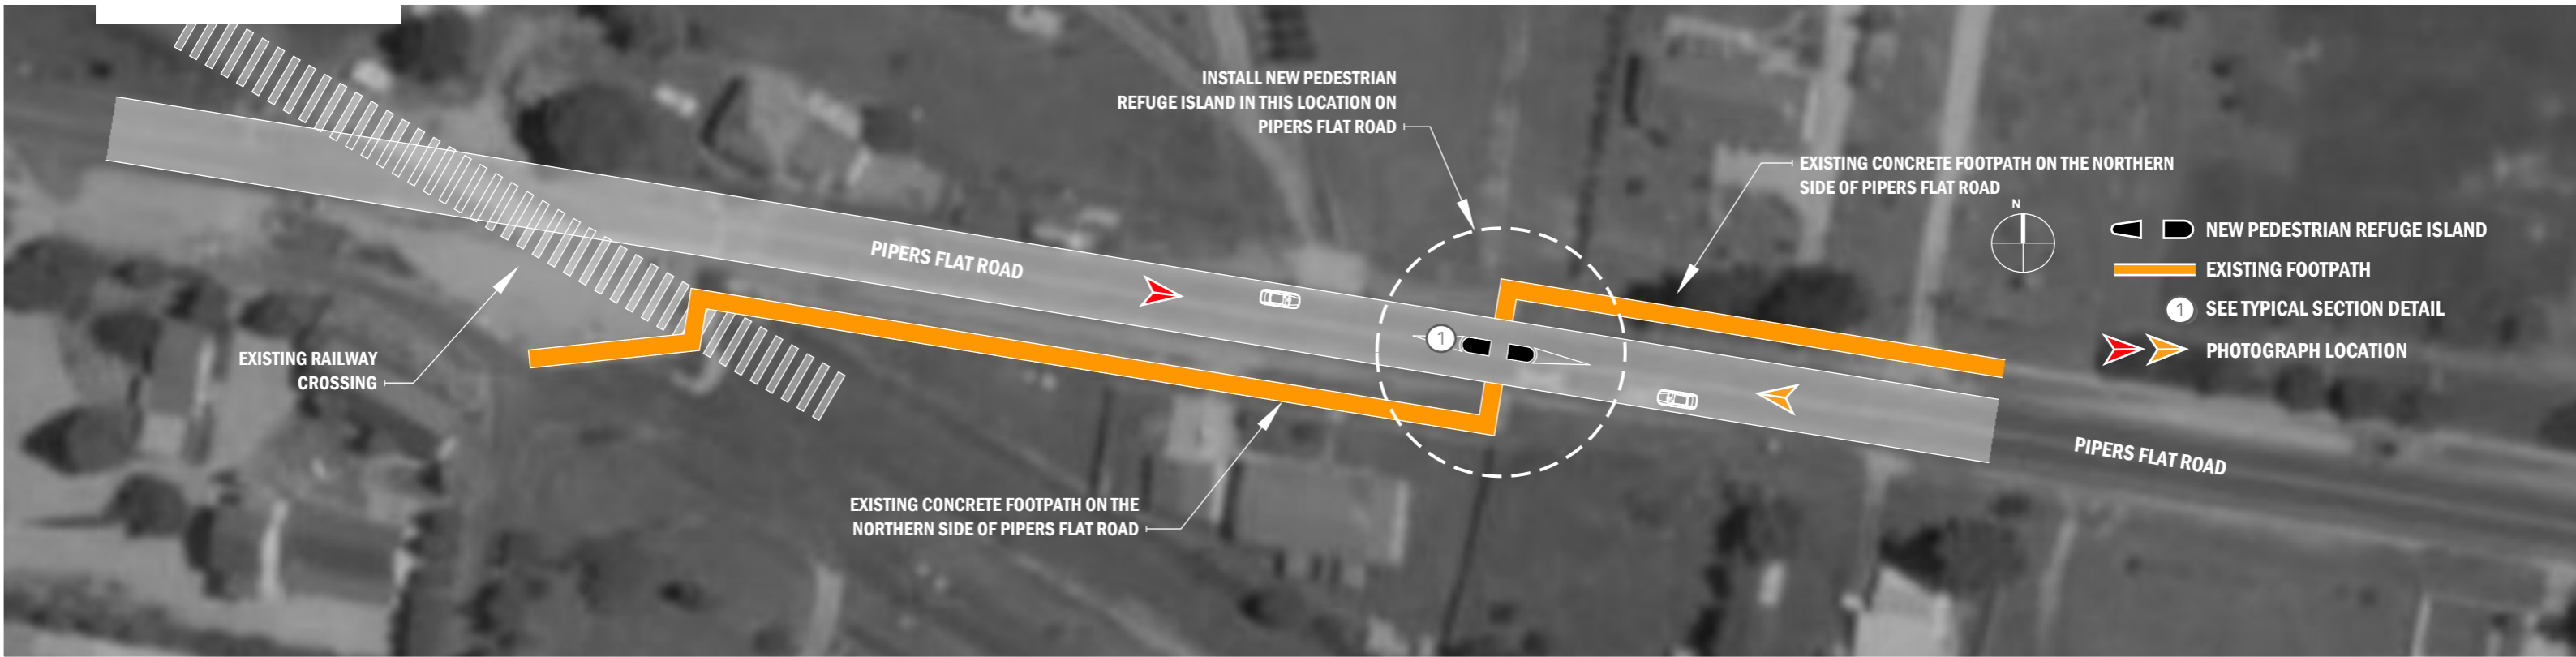 INSTALL NEW PEDESTRIAN
REFUGE ISLAND IN THIS LOCATION ON
PIPERS FLAT ROAD
EXISTING CONCRETE FOOTPATH ON THE NORTHERN
SIDE OF PIPERS FLAT ROAD
N
NEW PEDESTRIAN REFUGE ISLAND
EXISTING FOOTPATH
1 SEE TYPICAL SECTION DETAIL
PHOTOGRAPH LOCATION
PIPERS FLAT ROAD
1
EXISTING RAILWAY
CROSSING
PIPERS FLAT ROAD
EXISTING CONCRETE FOOTPATH ON THE
NORTHERN SIDE OF PIPERS FLAT ROAD